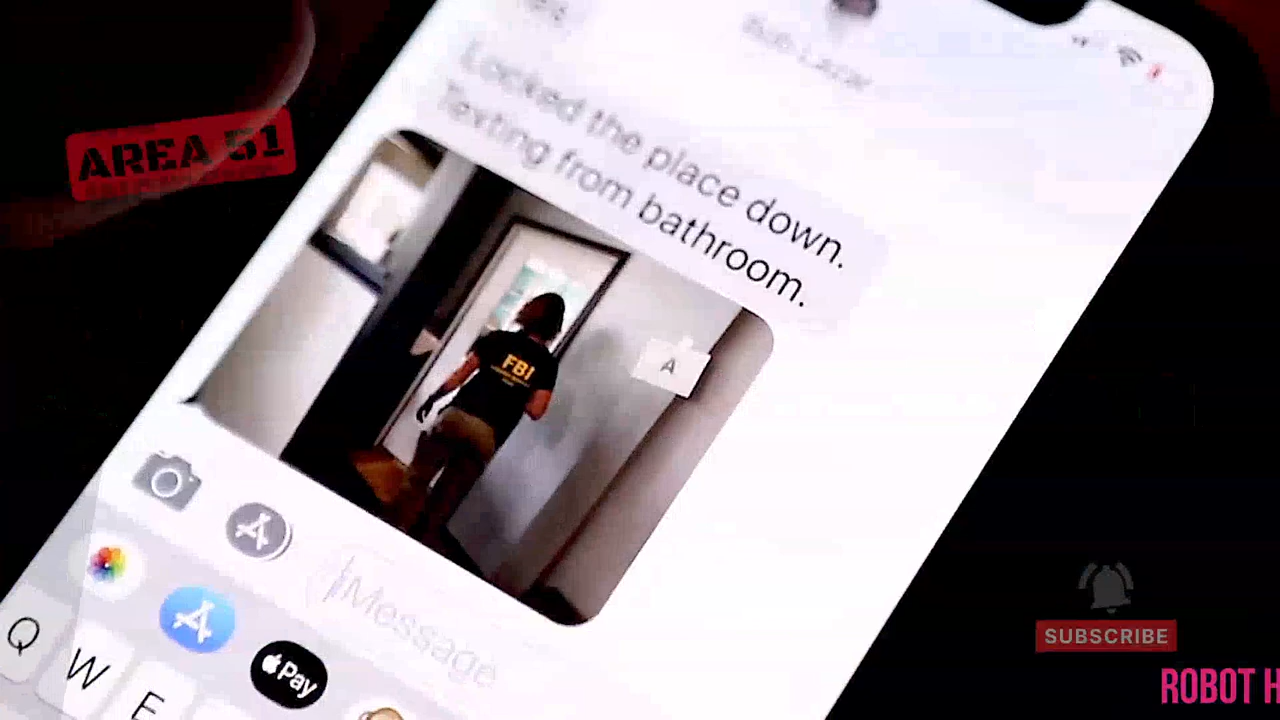 Locked the place down.
Texting from bathroom.
AREA 51
FBI
A
iMessage
Pay
Q
W
E
SUBSCRIBE
ROBOT H